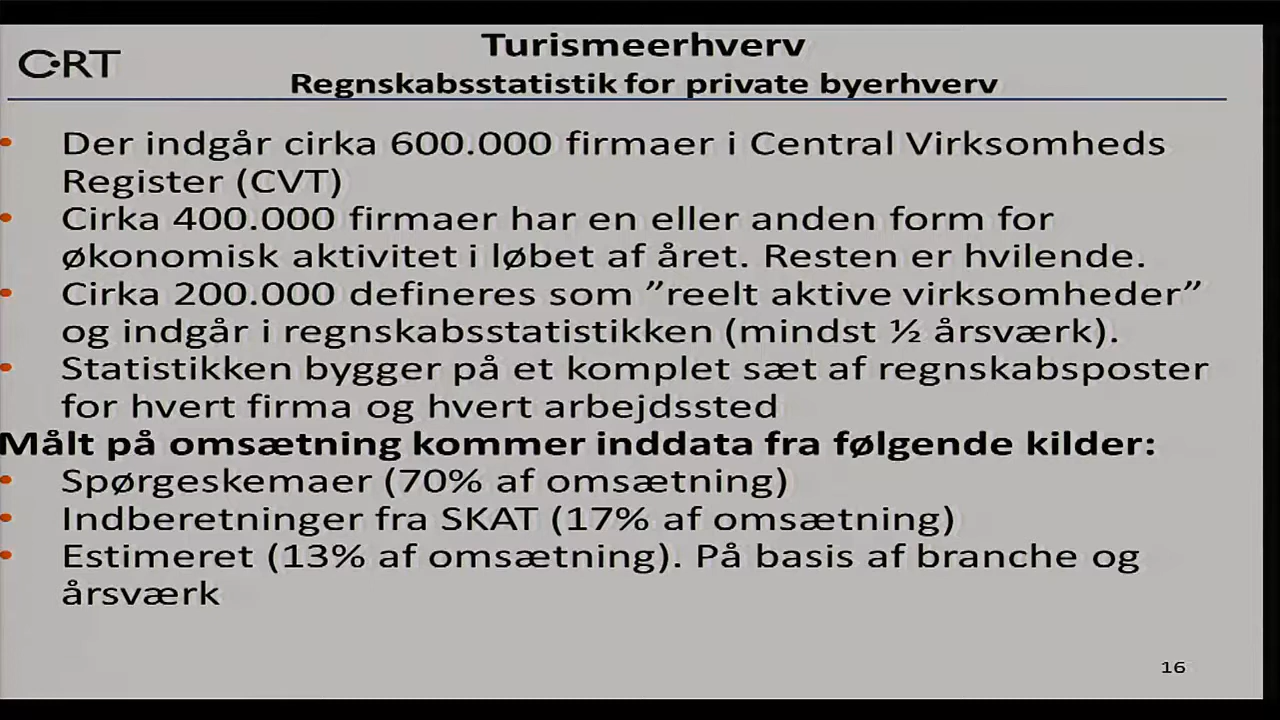 C·RT
Turismeerhverv
Regnskabsstatistik for private byerhverv
• Der indgår cirka 600.000 firmaer i Central Virksomheds
Register (CVT)
• Cirka 400.000 firmaer har en eller anden form for
økonomisk aktivitet i løbet af året. Resten er hvilende.
• Cirka 200.000 defineres som ”reelt aktive virksomheder”
og indgår i regnskabsstatistikken (mindst ½ årsværk).
• Statistikken bygger på et komplet sæt af regnskabsposter
for hvert firma og hvert arbejdssted
Målt på omsætning kommer inddata fra følgende kilder:
• Spørgeskemaer (70% af omsætning)
• Indberetninger fra SKAT (17% af omsætning)
• Estimeret (13% af omsætning). På basis af branche og
årsværk
16